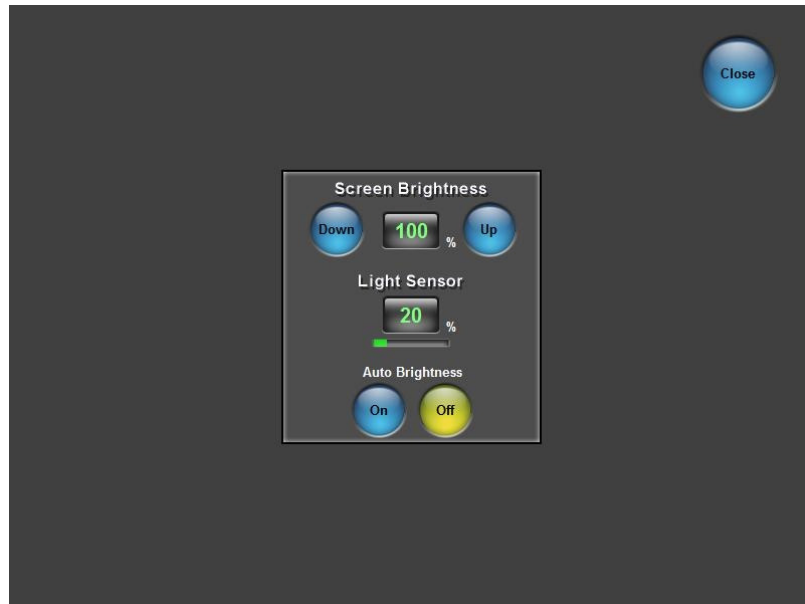 Close
Screen Brightness
Down 100 % Up
Light Sensor
20 %
Auto Brightness
On Off